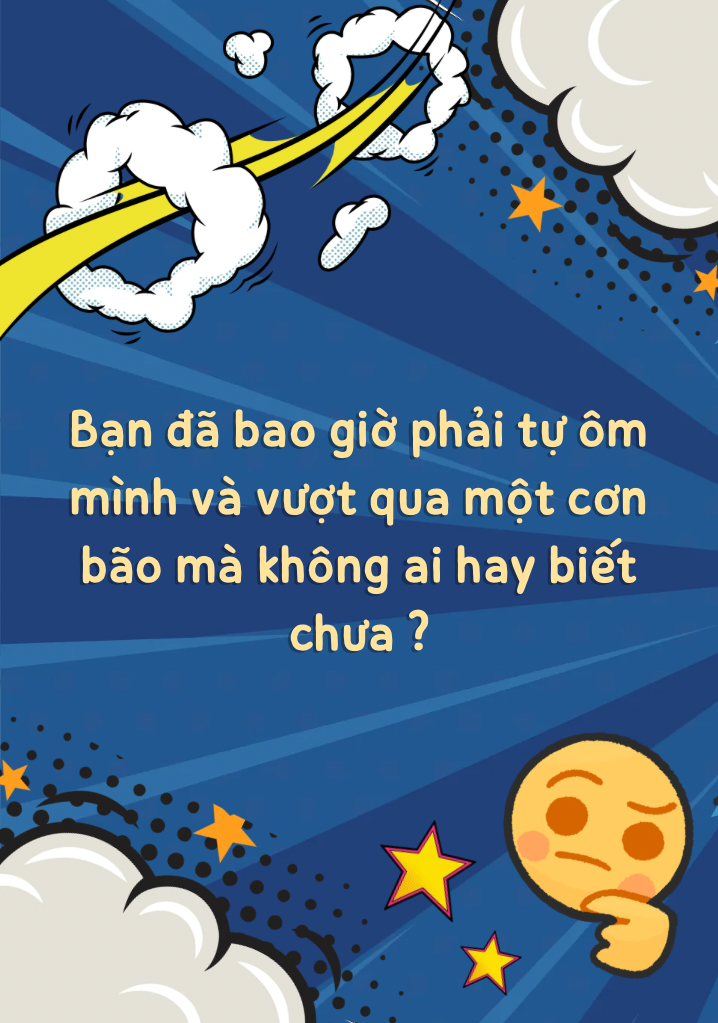 Bạn đã bao giờ phải tự ôm
mình và vượt qua một cơn
bão mà không ai hay biết
chưa ?